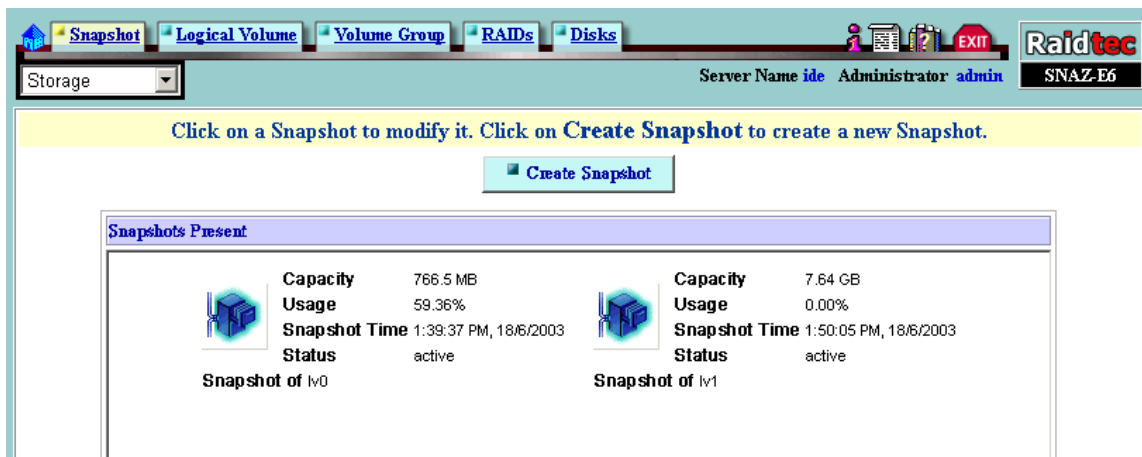 Snapshot Logical Volume Volume Group RAIDs Disks EXIT Raidtec
Storage Server Name ide Administrator admin SNAZ-E6
Click on a Snapshot to modify it. Click on Create Snapshot to create a new Snapshot.
Create Snapshot
Snapshots Present
Capacity 766.5 MB
Usage 59.36%
Snapshot Time 1:39:37 PM, 18/6/2003
Status active
Snapshot of lv0
Capacity 7.64 GB
Usage 0.00%
Snapshot Time 1:50:05 PM, 18/6/2003
Status active
Snapshot of lv1